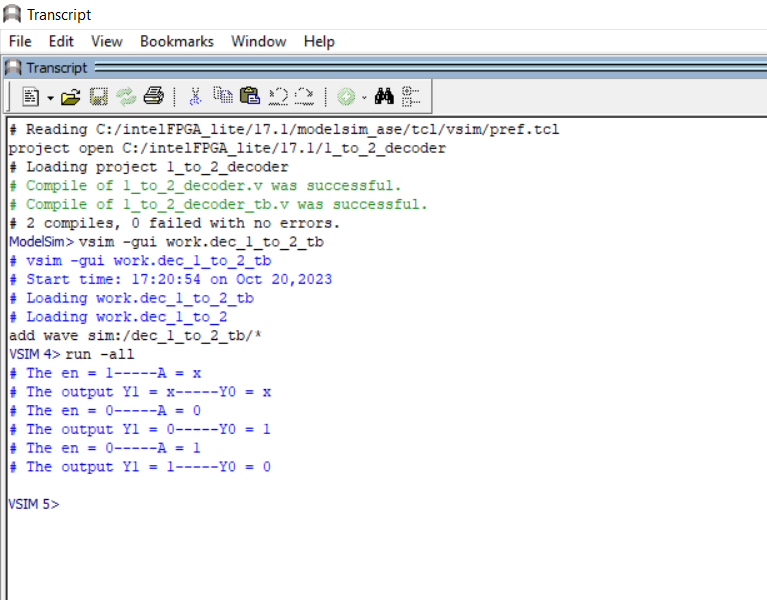 Transcript
File Edit View Bookmarks Window Help
Transcript
# Reading C:/intelFPGA_lite/17.1/modelsim_ase/tcl/vsim/pref.tcl
project open C:/intelFPGA_lite/17.1/1_to_2_decoder
# Loading project 1_to_2_decoder
# Compile of 1_to_2_decoder.v was successful.
# Compile of 1_to_2_decoder_tb.v was successful.
# 2 compiles, 0 failed with no errors.
ModelSim> vsim -gui work.dec_1_to_2_tb
# vsim -gui work.dec_1_to_2_tb
# Start time: 17:20:54 on Oct 20,2023
# Loading work.dec_1_to_2_tb
# Loading work.dec_1_to_2
add wave sim:/dec_1_to_2_tb/*
VSIM 4> run -all
# The en = 1-----A = x
# The output Y1 = x-----Y0 = x
# The en = 0-----A = 0
# The output Y1 = 0-----Y0 = 1
# The en = 0-----A = 1
# The output Y1 = 1-----Y0 = 0
VSIM 5>